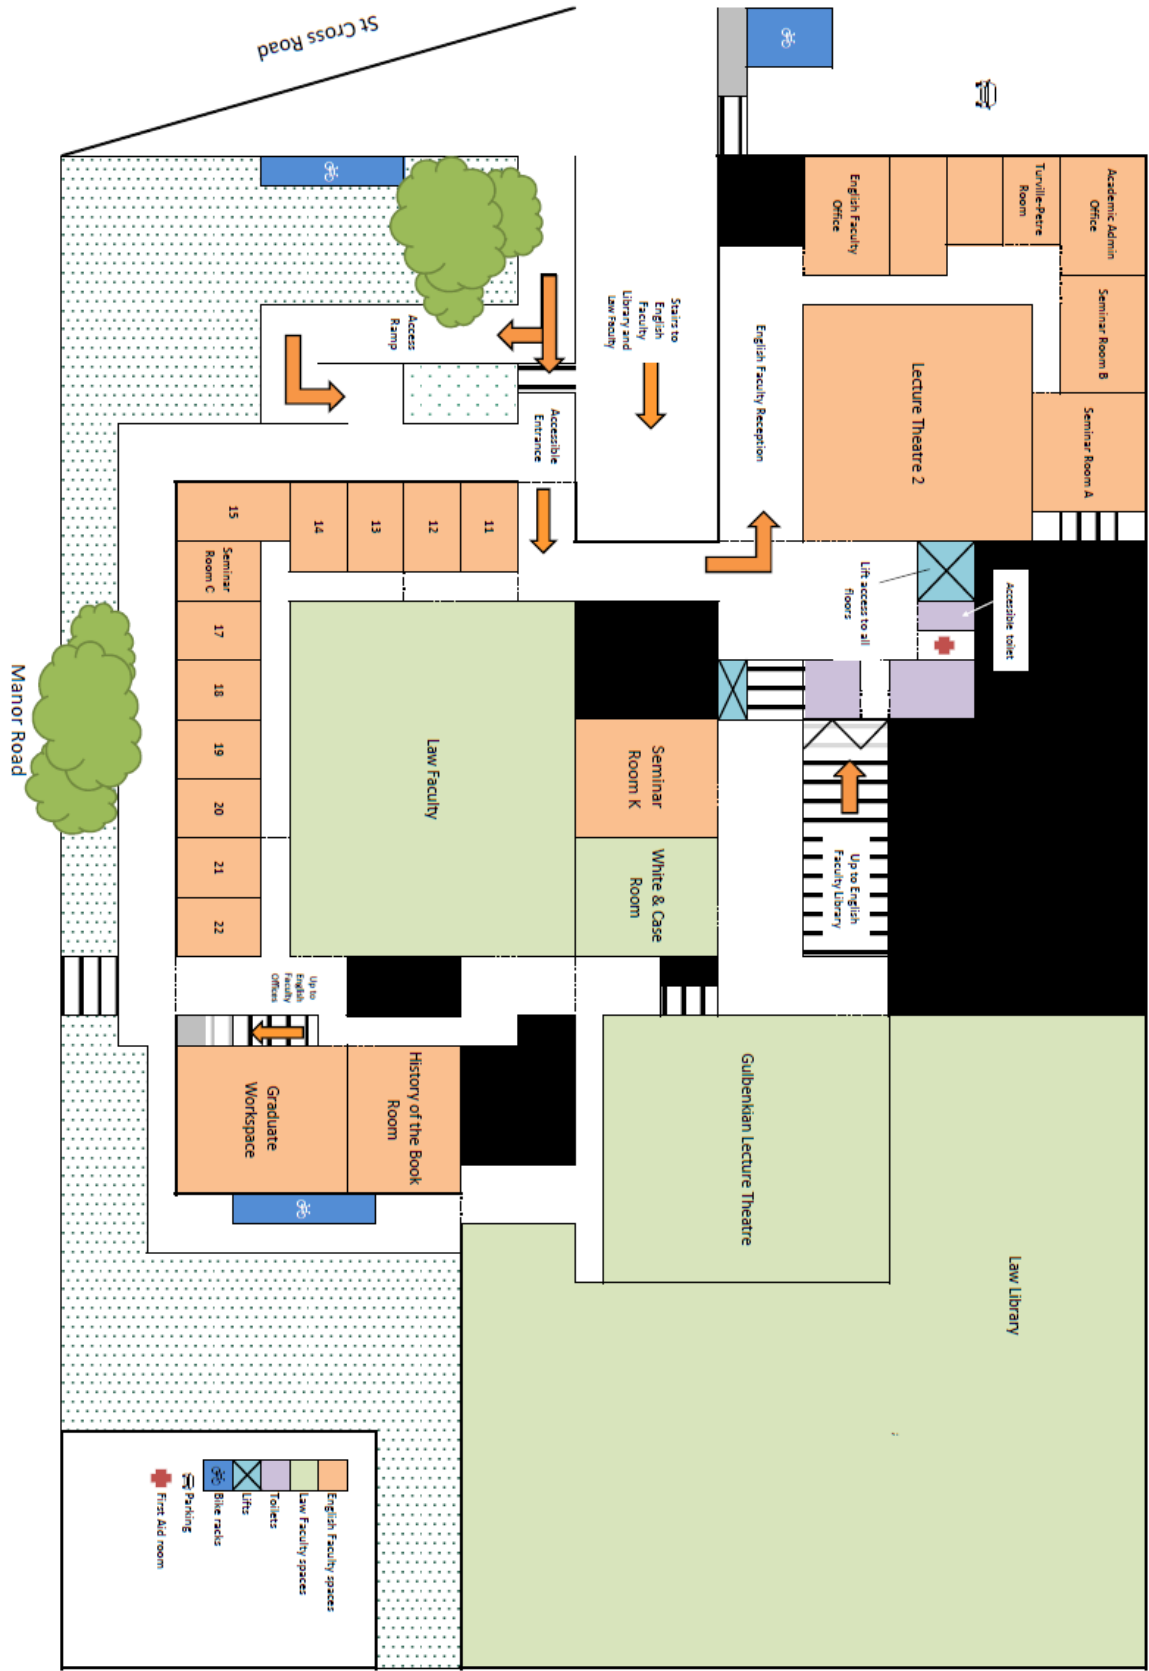 St Cross Road
Academic Admin
Office
Turville-Petre
Room
English Faculty
Office
Seminar Room B
Seminar Room A
Lecture Theatre 2
English Faculty Reception
Stairs to
English
Faculty
Library and
Law Faculty
Access
Ramp
Accessible
Entrance
Accessible toilet
Lift access to all
floors
11
12
13
14
15
Seminar
Room C
17
18
19
20
21
22
Law Faculty
Seminar
Room K
White & Case
Room
Up to English
Faculty Library
Up to
English
Faculty
Offices
Graduate
Workspace
History of the Book
Room
Gulbenkian Lecture Theatre
Law Library
Manor Road
English Faculty spaces
Law Faculty spaces
Toilets
Lifts
Bike racks
Parking
First Aid room